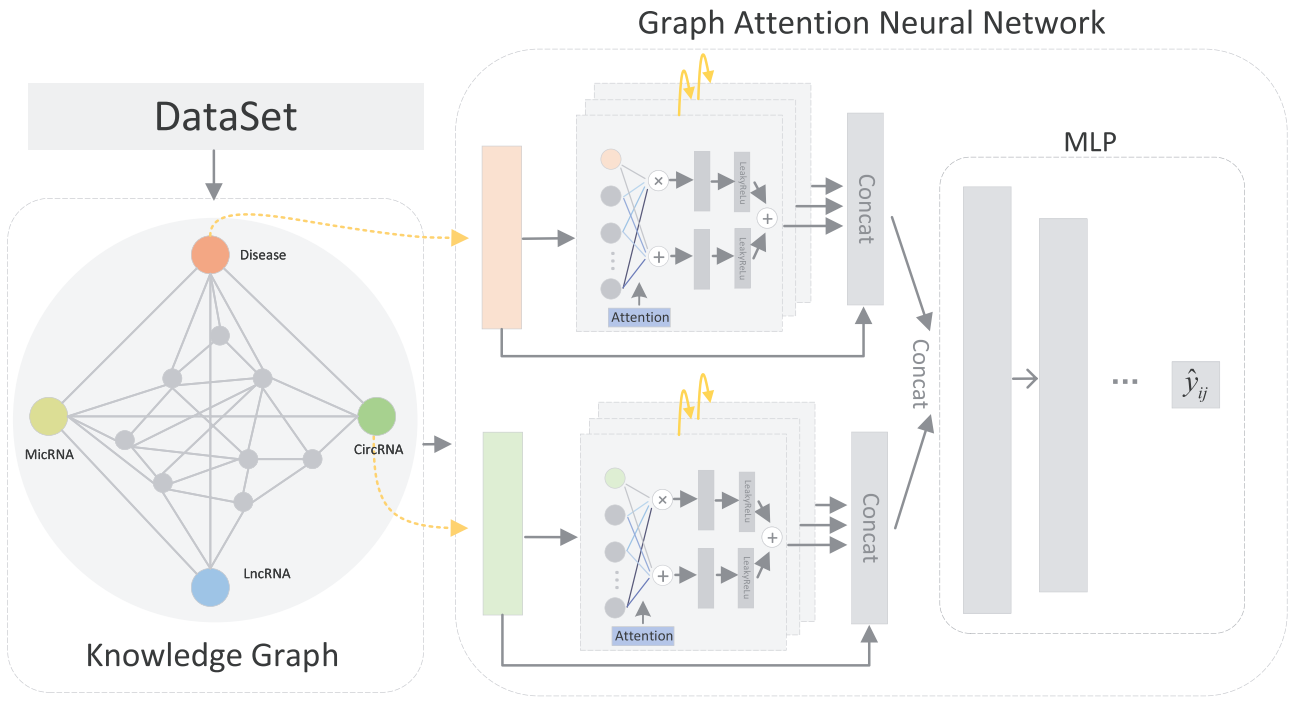 Graph Attention Neural Network
DataSet
MLP
Disease
MicRNA
CircRNA
LncRNA
Knowledge Graph
×
LeakyReLu
+
+
LeakyReLu
Attention
Concat
×
LeakyReLu
+
+
LeakyReLu
Attention
Concat
Concat
...
ŷij